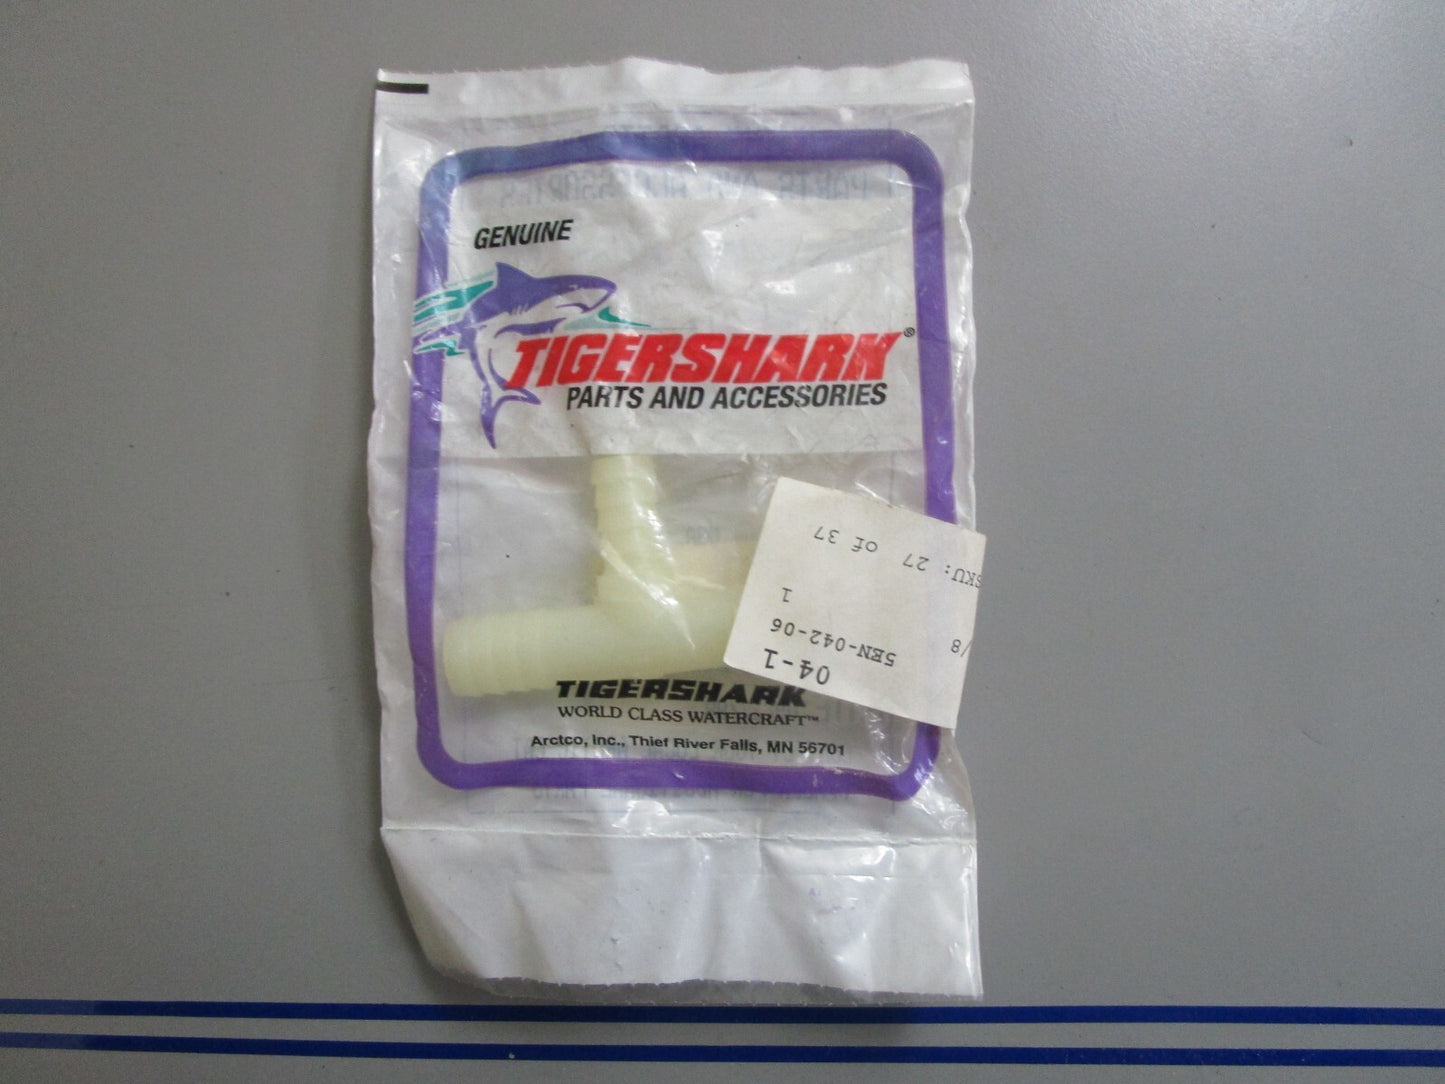 GENUINE
TIGERSHARK®
PARTS AND ACCESSORIES
04-1
5EN-042-06
/8
1
SKU: 27 of 37
TIGERSHARK
WORLD CLASS WATERCRAFT™
Arctco, Inc., Thief River Falls, MN 56701